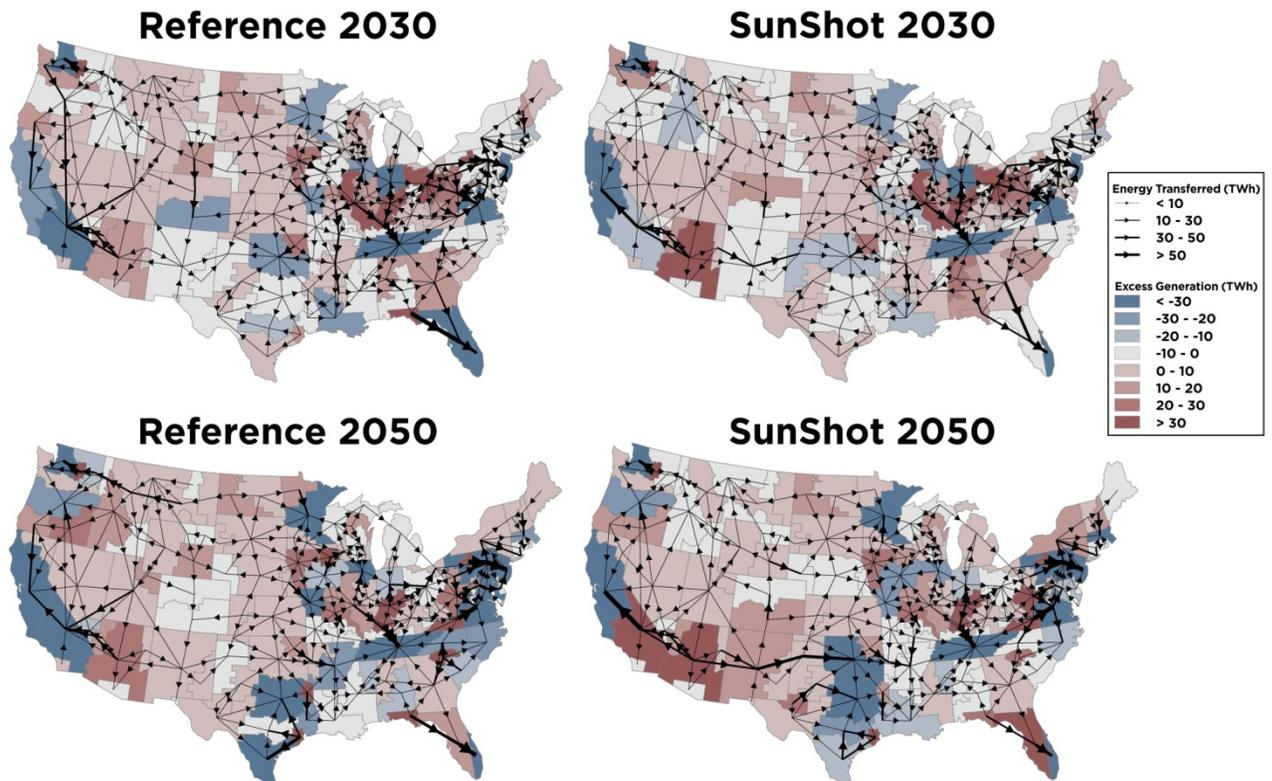 Reference 2030
SunShot 2030
Energy Transferred (TWh)
< 10
10 - 30
30 - 50
> 50
Excess Generation (TWh)
< -30
-30 - -20
-20 - -10
-10 - 0
0 - 10
10 - 20
20 - 30
> 30
Reference 2050
SunShot 2050